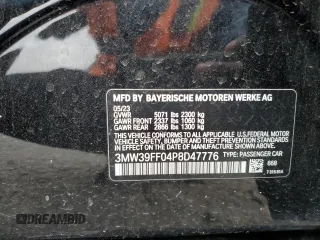 MFD BY BAYERISCHE MOTOREN WERKE AG
05/23
GVWR 5071 lbs 2300 kg
GAWR FRONT 2337 lbs 1060 kg
GAWR REAR 2866 lbs 1300 kg
THIS VEHICLE CONFORMS TO ALL APPLICABLE U.S. FEDERAL MOTOR
VEHICLE SAFETY, BUMPER, AND THEFT PREVENTION STANDARDS
IN EFFECT ON THE DATE OF MANUFACTURE SHOWN ABOVE.
3MW39FF04P8D47776 TYPE: PASSENGER CAR
668
© DREAMBID